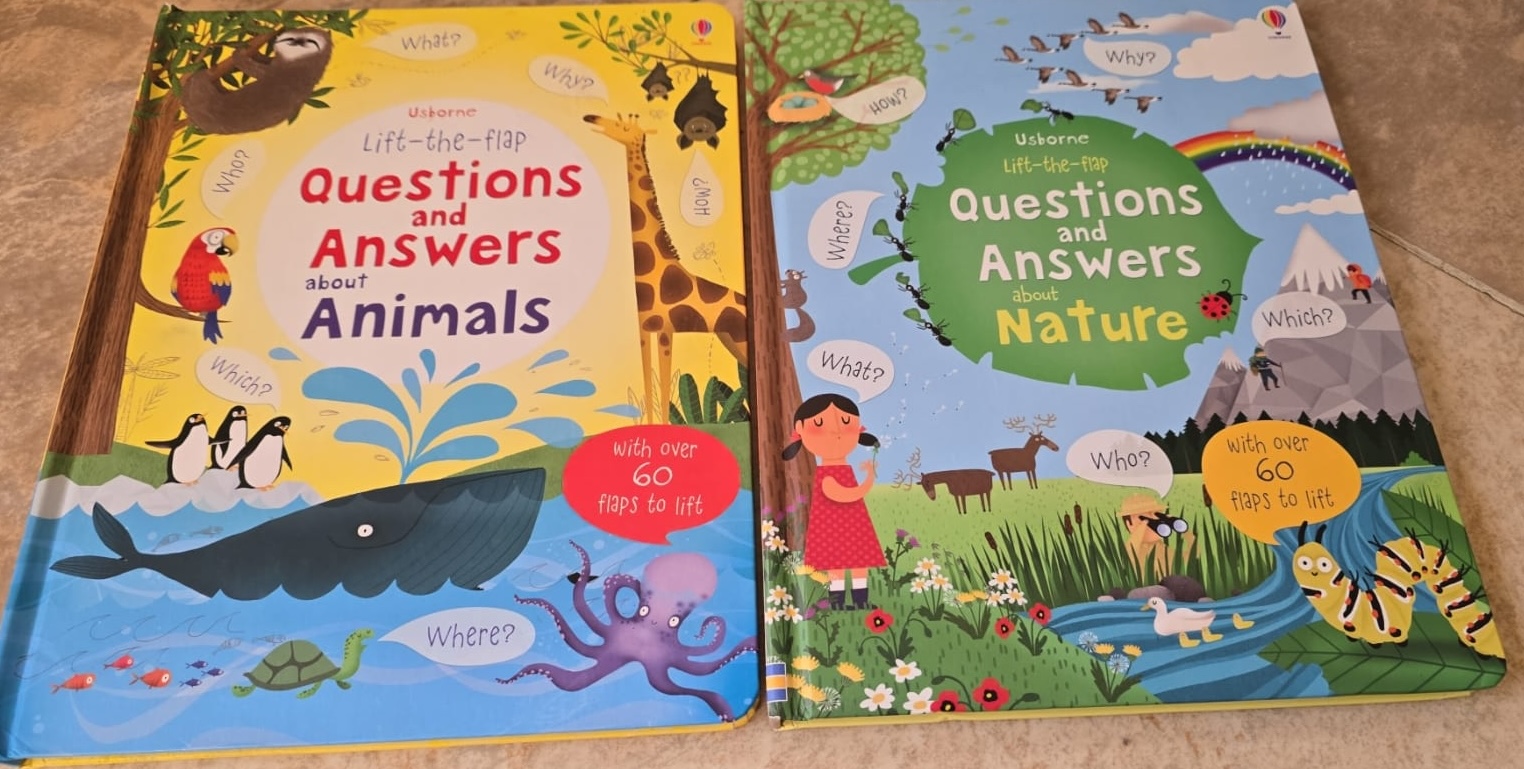 What?
Why?
Usborne
Lift-the-flap
Questions
and
Answers
about
Animals
Who?
How?
Which?
with over
60
flaps to lift
Where?
Why?
How?
Usborne
Lift-the-flap
Questions
and
Answers
about
Nature
Where?
Which?
What?
Who?
with over
60
flaps to lift